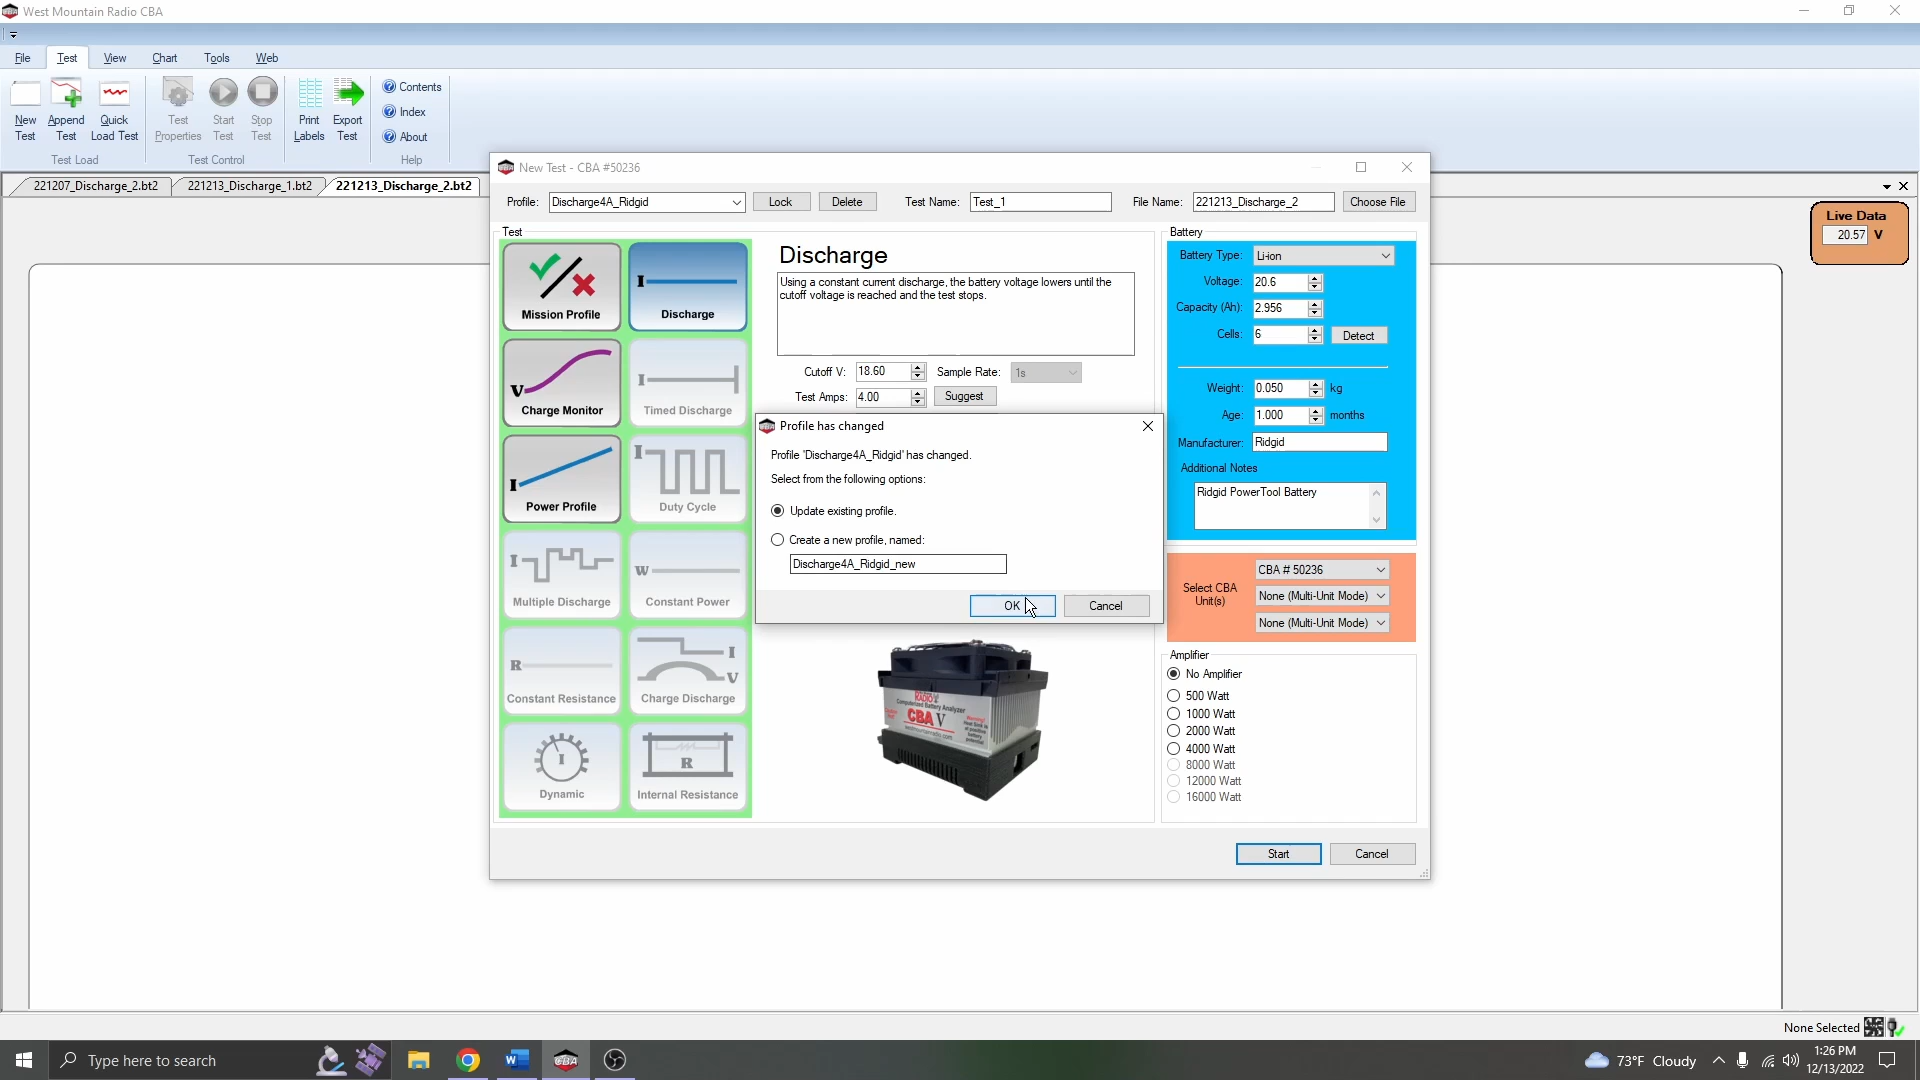 West Mountain Radio CBA
File Test View Chart Tools Web
New Test
Append Test
Quick Load Test
Test Load
Test Properties
Start Test
Stop Test
Test Control
Print Labels
Export Test
Contents
Index
About
Help
221207_Discharge_2.bt2
221213_Discharge_1.bt2
221213_Discharge_2.bt2
Live Data
20.57 V
New Test - CBA #50236
Profile: Discharge4A_Ridgid Lock Delete Test Name: Test_1 File Name: 221213_Discharge_2 Choose File
Test
Mission Profile
I
Discharge
V
Charge Monitor
I
Timed Discharge
I
Power Profile
I
Duty Cycle
I
Multiple Discharge
W
Constant Power
R
Constant Resistance
I
V
Charge Discharge
I
Dynamic
R
Internal Resistance
Discharge
Using a constant current discharge, the battery voltage lowers until the
cutoff voltage is reached and the test stops.
Cutoff V: 18.60 Sample Rate: 1s
Test Amps: 4.00 Suggest
Profile has changed
Profile 'Discharge4A_Ridgid' has changed.
Select from the following options:
Update existing profile.
Create a new profile, named:
Discharge4A_Ridgid_new
OK Cancel
RADIO
Computerized Battery Analyzer
CBA V
westmountainradio.com
Battery
Battery Type: Li-ion
Voltage: 20.6
Capacity (Ah): 2.956
Cells: 6 Detect
Weight: 0.050 kg
Age: 1.000 months
Manufacturer: Ridgid
Additional Notes
Ridgid PowerTool Battery
Select CBA Unit(s)
CBA # 50236
None (Multi-Unit Mode)
None (Multi-Unit Mode)
Amplifier
No Amplifier
500 Watt
1000 Watt
2000 Watt
4000 Watt
8000 Watt
12000 Watt
16000 Watt
Start Cancel
None Selected
Type here to search
CBA
73°F Cloudy
1:26 PM
12/13/2022